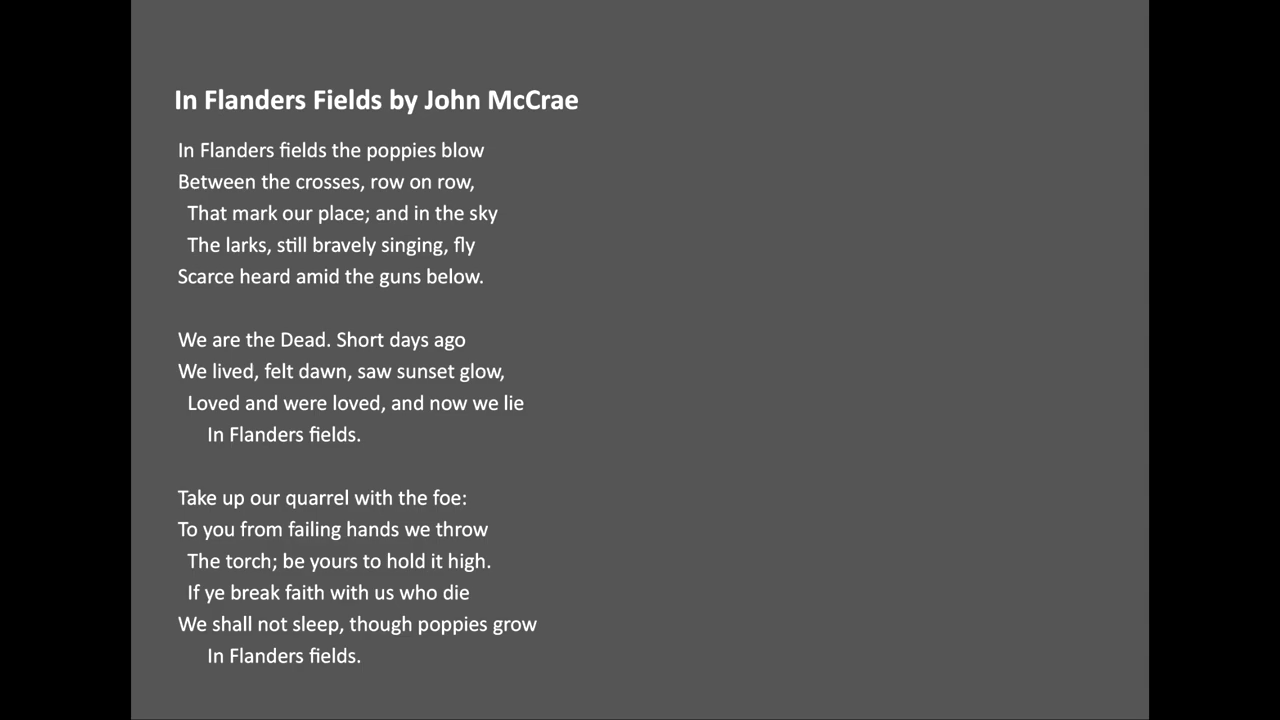 In Flanders Fields by John McCrae
In Flanders fields the poppies blow
Between the crosses, row on row,
That mark our place; and in the sky
The larks, still bravely singing, fly
Scarce heard amid the guns below.
We are the Dead. Short days ago
We lived, felt dawn, saw sunset glow,
Loved and were loved, and now we lie
In Flanders fields.
Take up our quarrel with the foe:
To you from failing hands we throw
The torch; be yours to hold it high.
If ye break faith with us who die
We shall not sleep, though poppies grow
In Flanders fields.